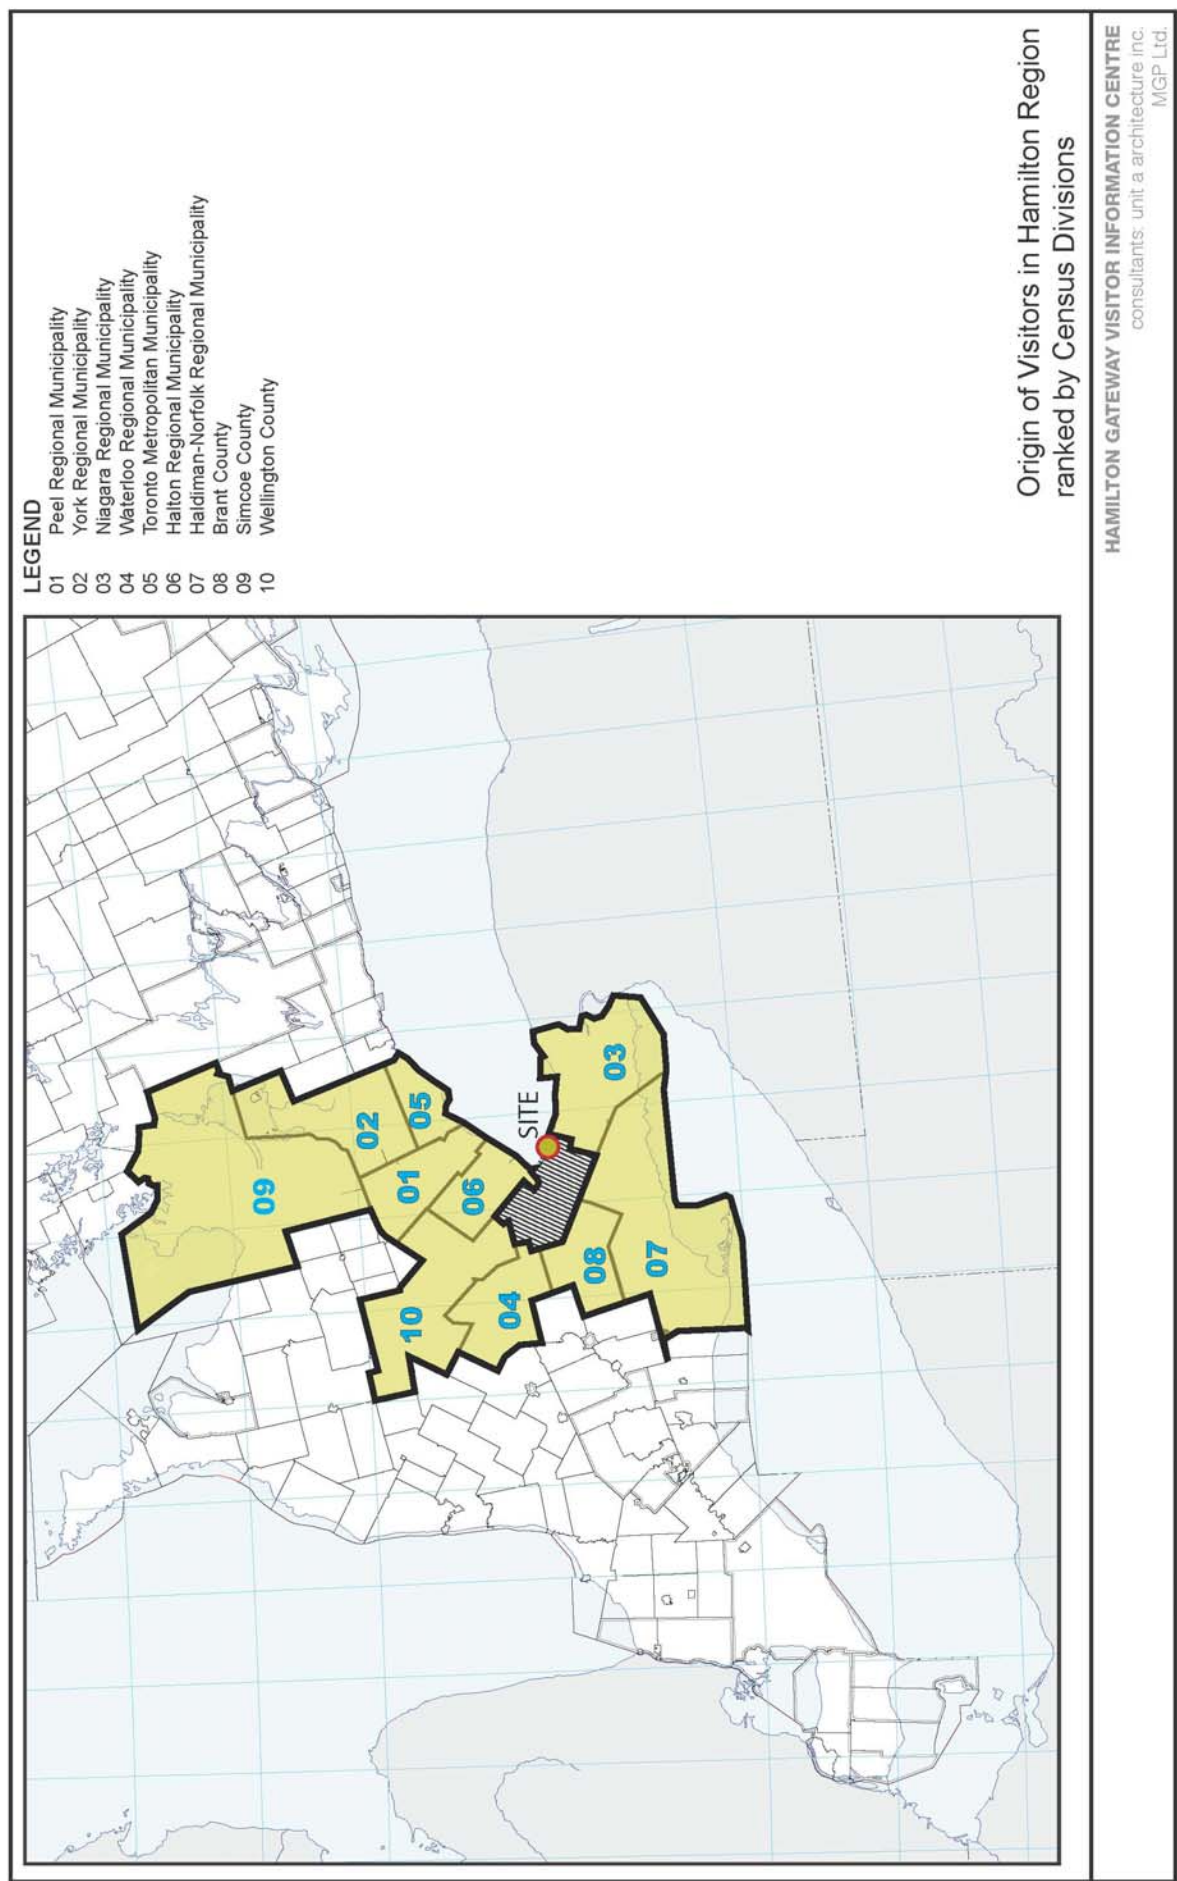 LEGEND
01 Peel Regional Municipality
02 York Regional Municipality
03 Niagara Regional Municipality
04 Waterloo Regional Municipality
05 Toronto Metropolitan Municipality
06 Halton Regional Municipality
07 Haldiman-Norfolk Regional Municipality
08 Brant County
09 Simcoe County
10 Wellington County
09
02
01
05
10
06
04
SITE
08
03
07
Origin of Visitors in Hamilton Region
ranked by Census Divisions
HAMILTON GATEWAY VISITOR INFORMATION CENTRE
consultants: unit a architecture inc.
MGP Ltd.